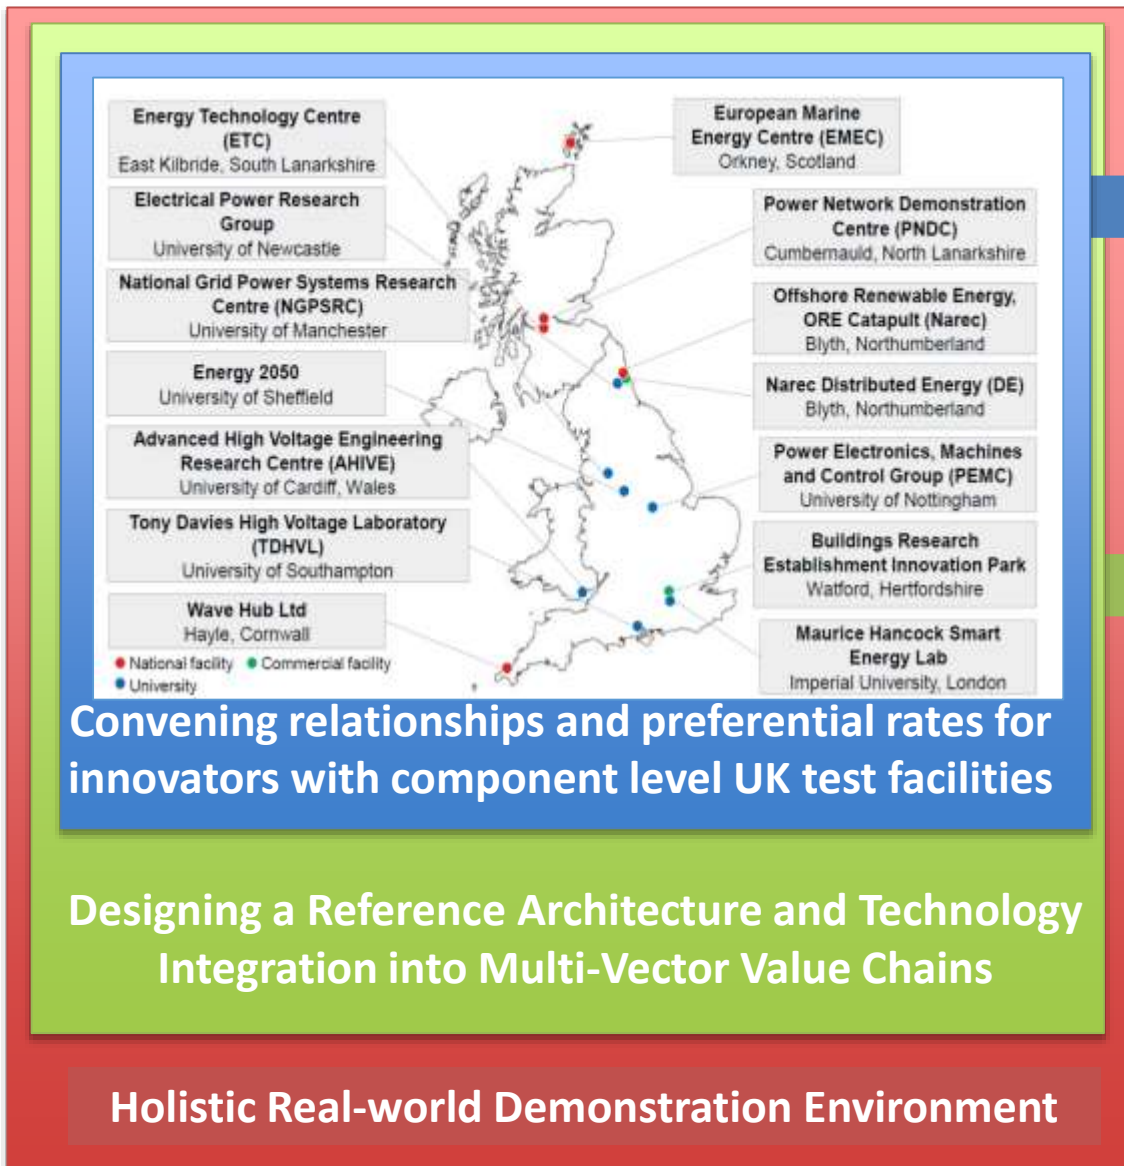 Energy Technology Centre
(ETC)
East Kilbride, South Lanarkshire
Electrical Power Research
Group
University of Newcastle
National Grid Power Systems Research
Centre (NGPSRC)
University of Manchester
Energy 2050
University of Sheffield
Advanced High Voltage Engineering
Research Centre (AHIVE)
University of Cardiff, Wales
Tony Davies High Voltage Laboratory
(TDHVL)
University of Southampton
Wave Hub Ltd
Hayle, Cornwall
National facility
Commercial facility
University
European Marine
Energy Centre (EMEC)
Orkney, Scotland
Power Network Demonstration
Centre (PNDC)
Cumbernauld, North Lanarkshire
Offshore Renewable Energy,
ORE Catapult (Narec)
Blyth, Northumberland
Narec Distributed Energy (DE)
Blyth, Northumberland
Power Electronics, Machines
and Control Group (PEMC)
University of Nottingham
Buildings Research
Establishment Innovation Park
Watford, Hertfordshire
Maurice Hancock Smart
Energy Lab
Imperial University, London
Convening relationships and preferential rates for
innovators with component level UK test facilities
Designing a Reference Architecture and Technology
Integration into Multi-Vector Value Chains
Holistic Real-world Demonstration Environment